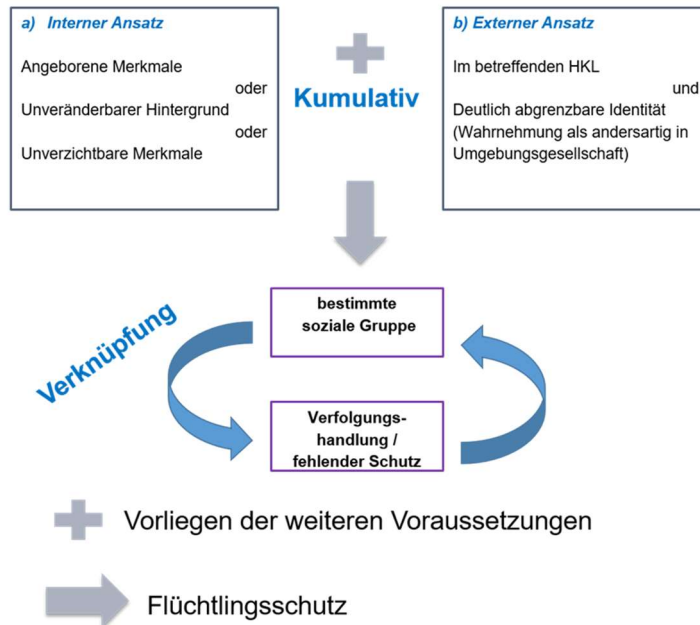 a) Interner Ansatz
Angeborene Merkmale
oder
Unveränderbarer Hintergrund
oder
Unverzichtbare Merkmale
Kumulativ
b) Externer Ansatz
Im betreffenden HKL
und
Deutlich abgrenzbare Identität
(Wahrnehmung als andersartig in
Umgebungsgesellschaft)
bestimmte
soziale Gruppe
Verknüpfung
Verfolgungs-
handlung /
fehlender Schutz
Vorliegen der weiteren Voraussetzungen
Flüchtlingsschutz